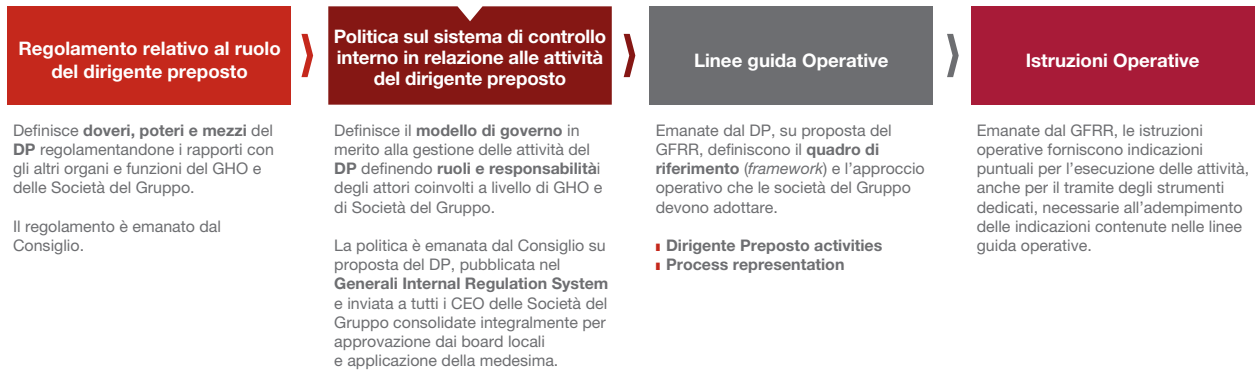 Regolamento relativo al ruolo
del dirigente preposto
Definisce doveri, poteri e mezzi del
DP regolamentandone i rapporti con
gli altri organi e funzioni del GHO e
delle Società del Gruppo.
Il regolamento è emanato dal
Consiglio.
Politica sul sistema di controllo
interno in relazione alle attività
del dirigente preposto
Definisce il modello di governo in
merito alla gestione delle attività del
DP definendo ruoli e responsabilitài
degli attori coinvolti a livello di GHO e
di Società del Gruppo.
La politica è emanata dal Consiglio su
proposta del DP, pubblicata nel
Generali Internal Regulation System
e inviata a tutti i CEO delle Società del
Gruppo consolidate integralmente per
approvazione dai board locali
e applicazione della medesima.
Linee guida Operative
Emanate dal DP, su proposta del
GFRR, definiscono il quadro di
riferimento (framework) e l'approccio
operativo che le società del Gruppo
devono adottare.
Dirigente Preposto activities
Process representation
Istruzioni Operative
Emanate dal GFRR, le istruzioni
operative forniscono indicazioni
puntuali per l'esecuzione delle attività,
anche per il tramite degli strumenti
dedicati, necessarie all'adempimento
delle indicazioni contenute nelle linee
guida operative.